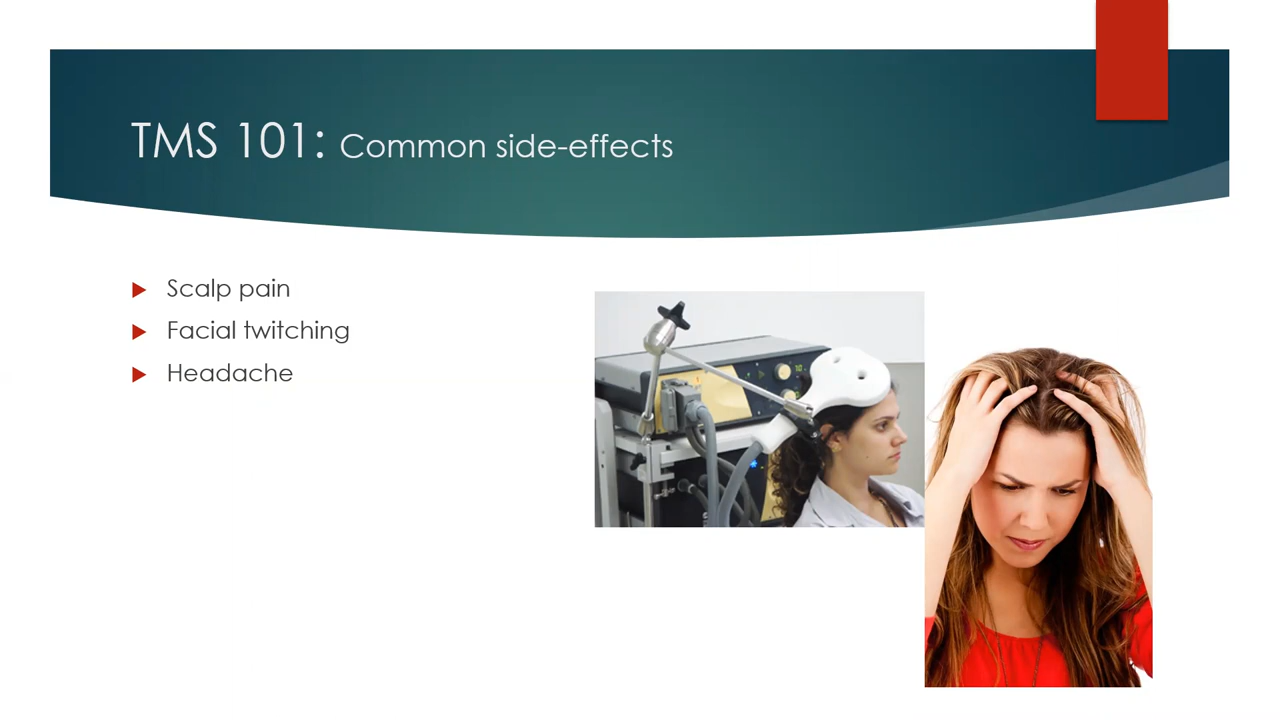 TMS 101: Common side-effects
Scalp pain
Facial twitching
Headache